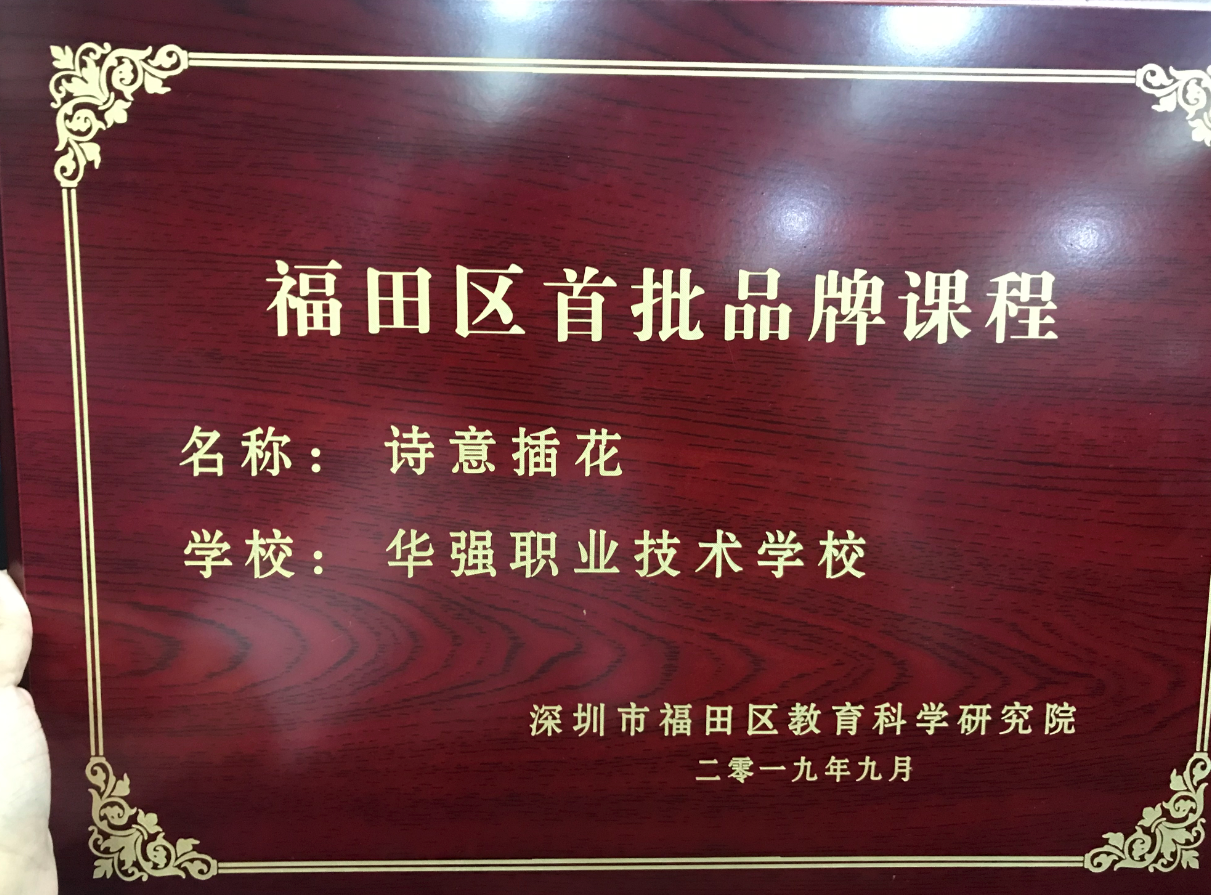 福田区首批品牌课程
名称： 诗意插花
学校： 华强职业技术学校
深圳市福田区教育科学研究院
二零一九年九月